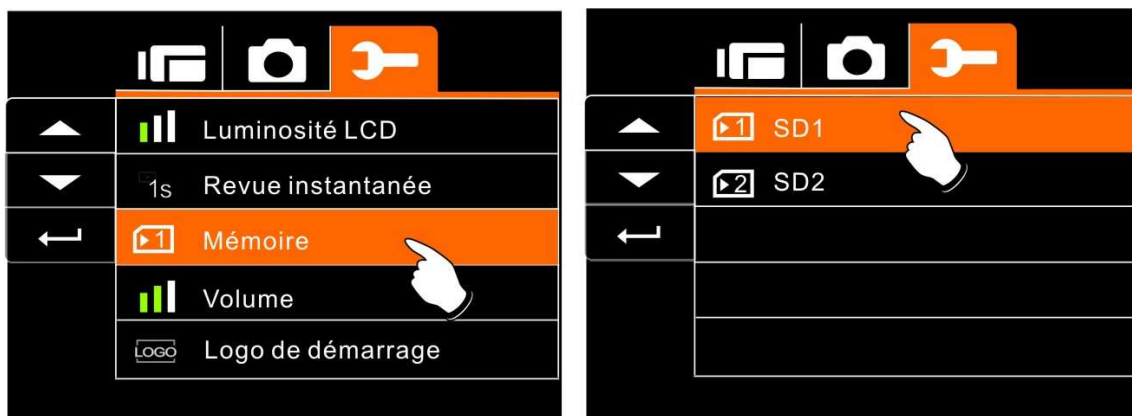 Luminosité LCD
1s Revue instantanée
1 Mémoire
Volume
LOGO Logo de démarrage
1 SD1
2 SD2